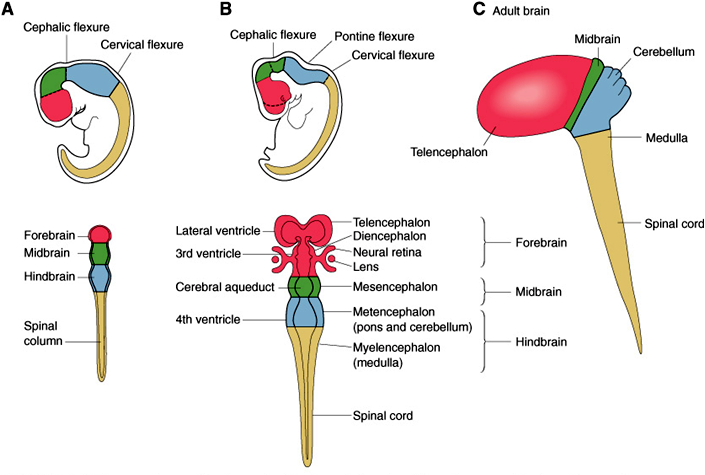 A
Cephalic flexure
Cervical flexure
Forebrain
Midbrain
Hindbrain
Spinal
column
B
Cephalic flexure
Pontine flexure
Cervical flexure
Lateral ventricle
3rd ventricle
Cerebral aqueduct
4th ventricle
Telencephalon
Diencephalon
Neural retina
Lens
Mesencephalon
Metencephalon
(pons and cerebellum)
Myelencephalon
(medulla)
Spinal cord
Forebrain
Midbrain
Hindbrain
C Adult brain
Midbrain
Cerebellum
Telencephalon
Medulla
Spinal cord